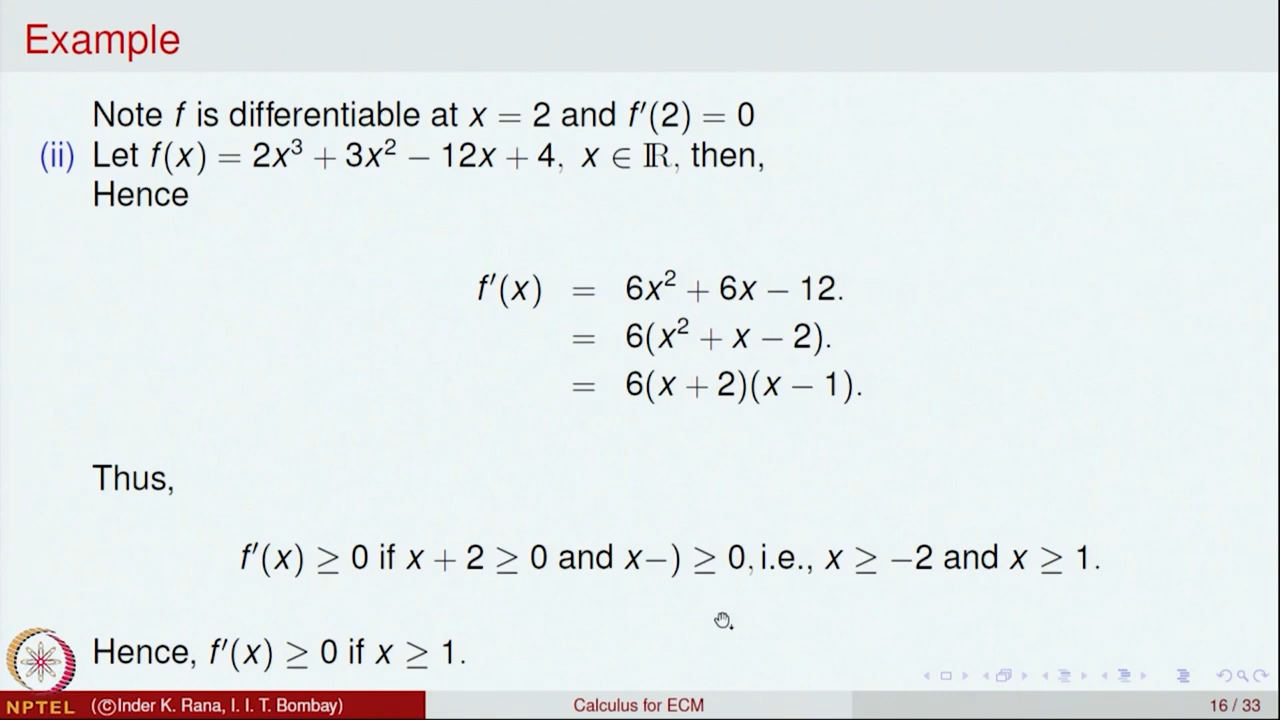 Example
Note f is differentiable at x = 2 and f′(2) = 0
(ii) Let f(x) = 2x³ + 3x² − 12x + 4, x ∈ ℝ, then,
Hence
f′(x) = 6x² + 6x − 12.
= 6(x² + x − 2).
= 6(x + 2)(x − 1).
Thus,
f′(x) ≥ 0 if x + 2 ≥ 0 and x−) ≥ 0, i.e., x ≥ −2 and x ≥ 1.
Hence, f′(x) ≥ 0 if x ≥ 1.
NPTEL (©Inder K. Rana, I. I. T. Bombay) Calculus for ECM 16 / 33